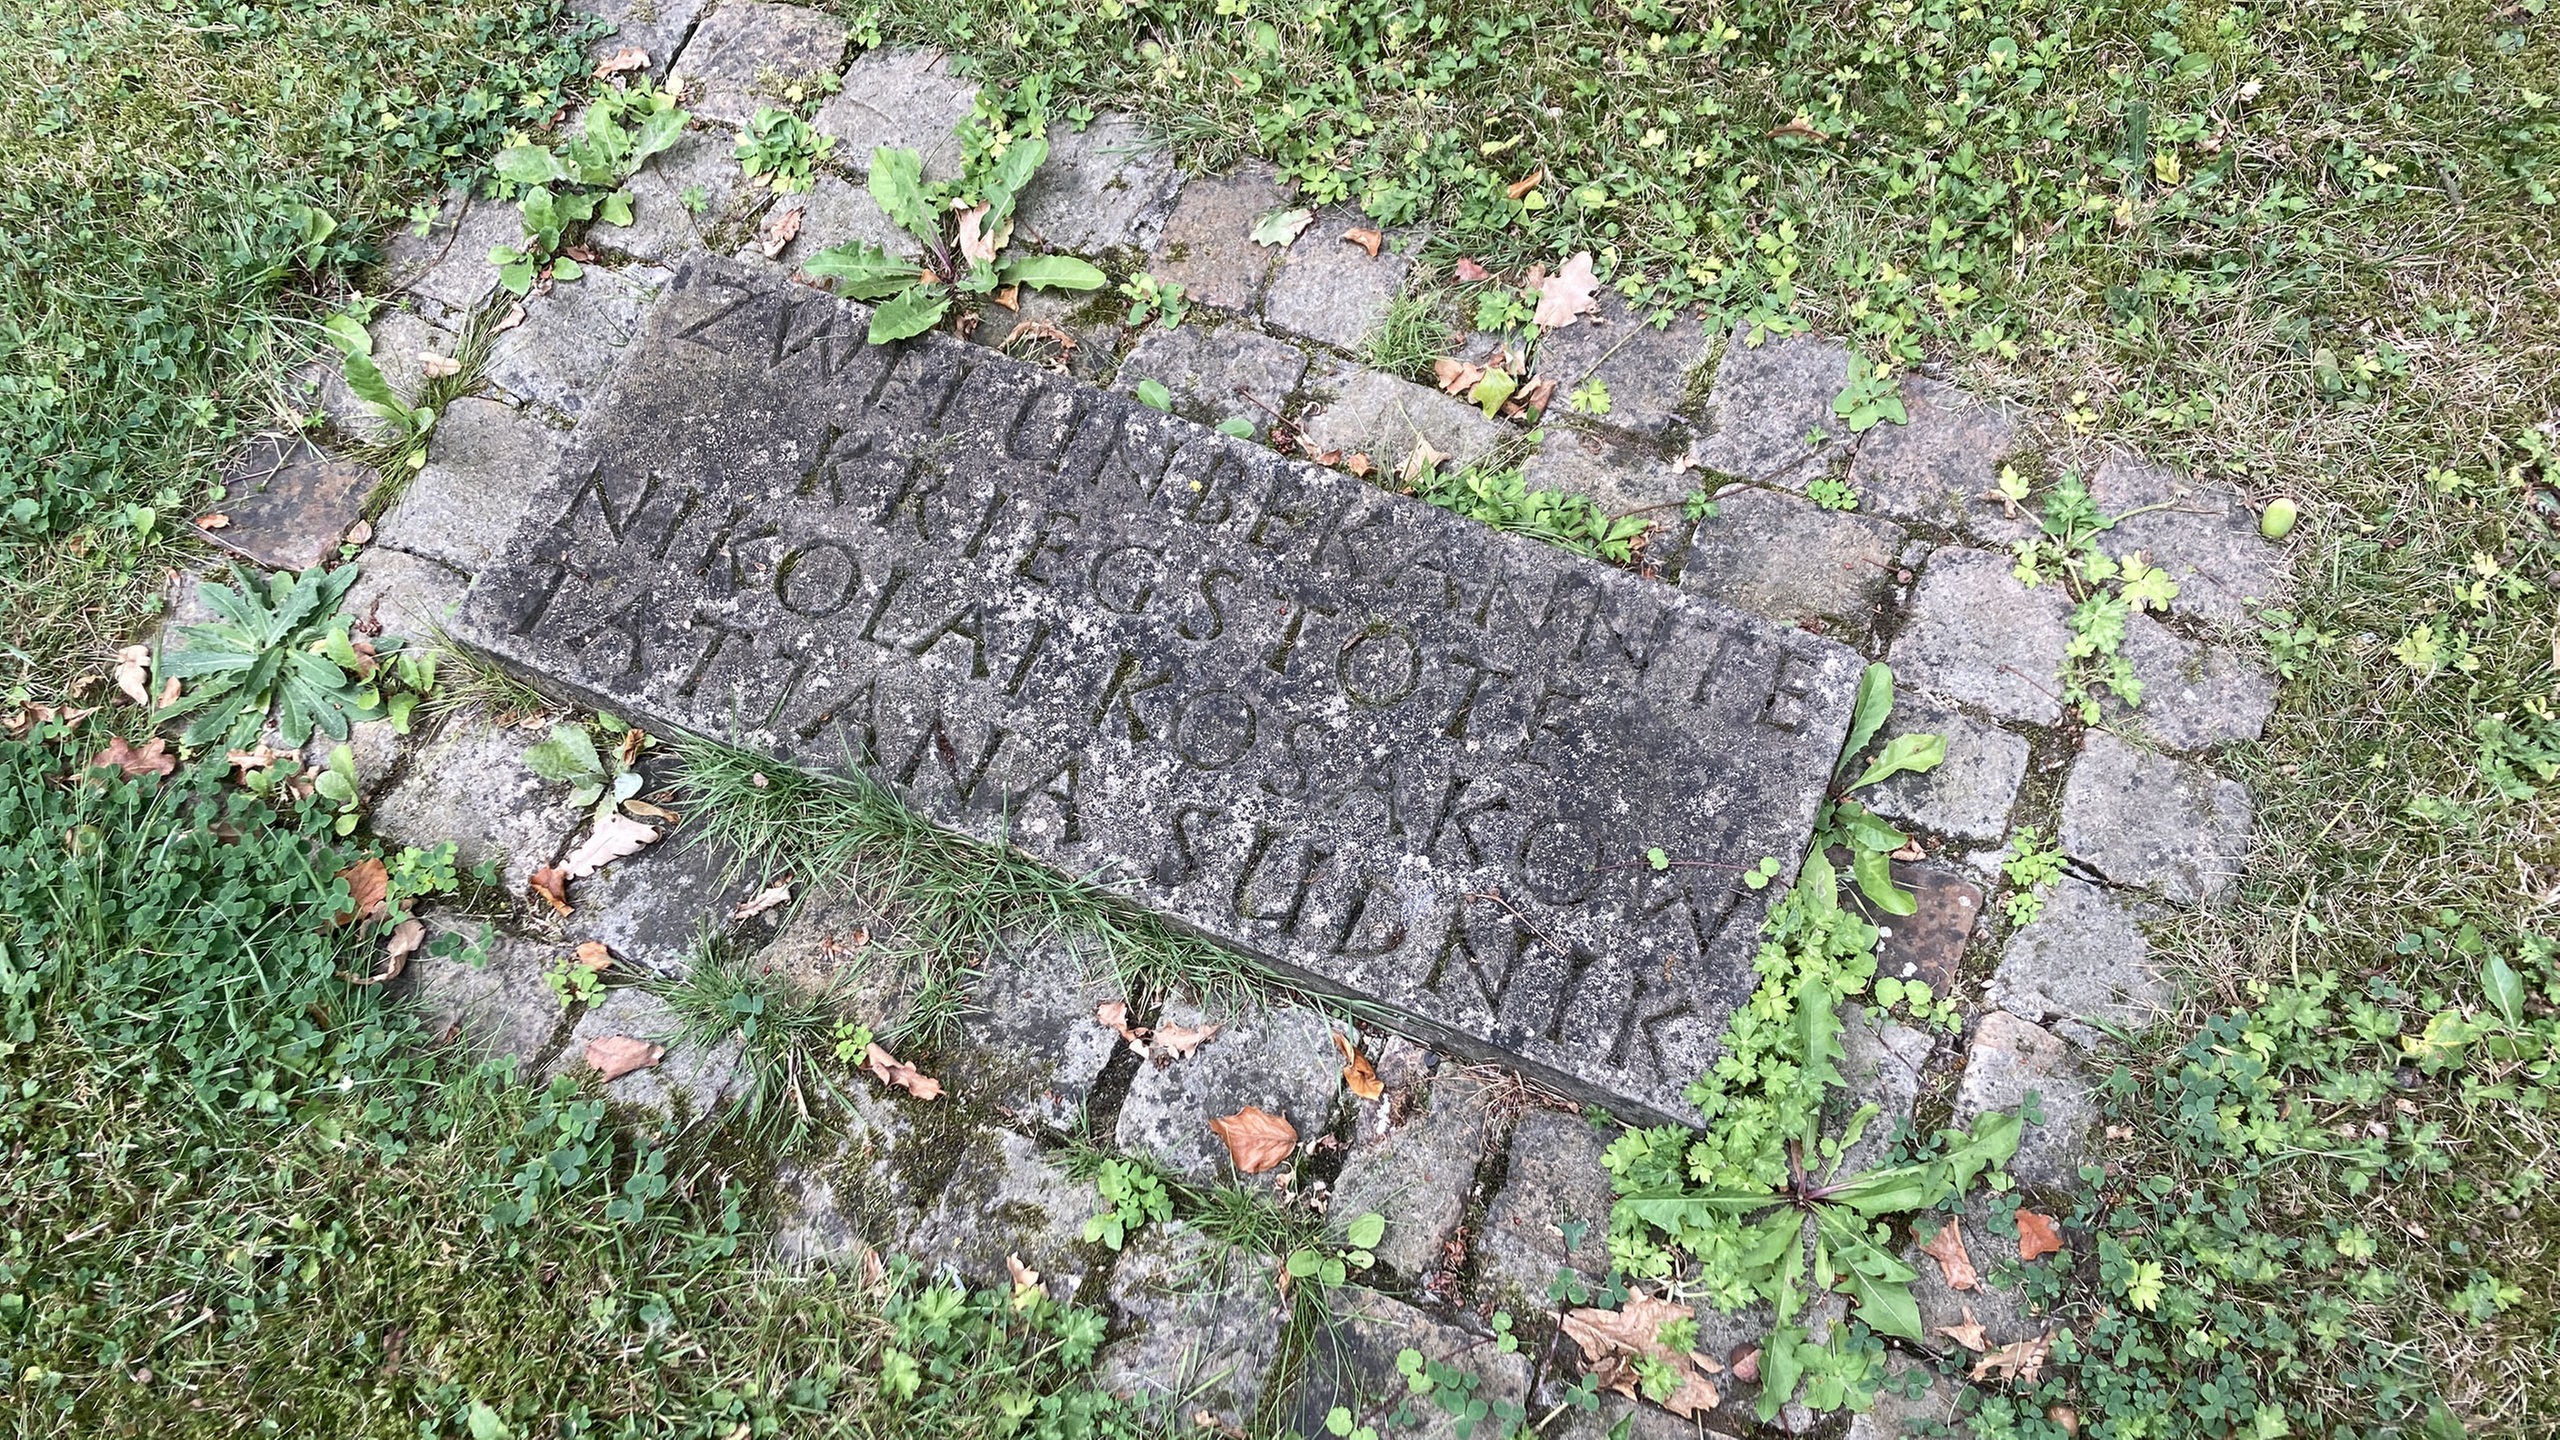 ZWEI UNBEKANNTE
KRIEGSTOTE
NIKOLAI KOSAKOW
TATJANA SUDNIK